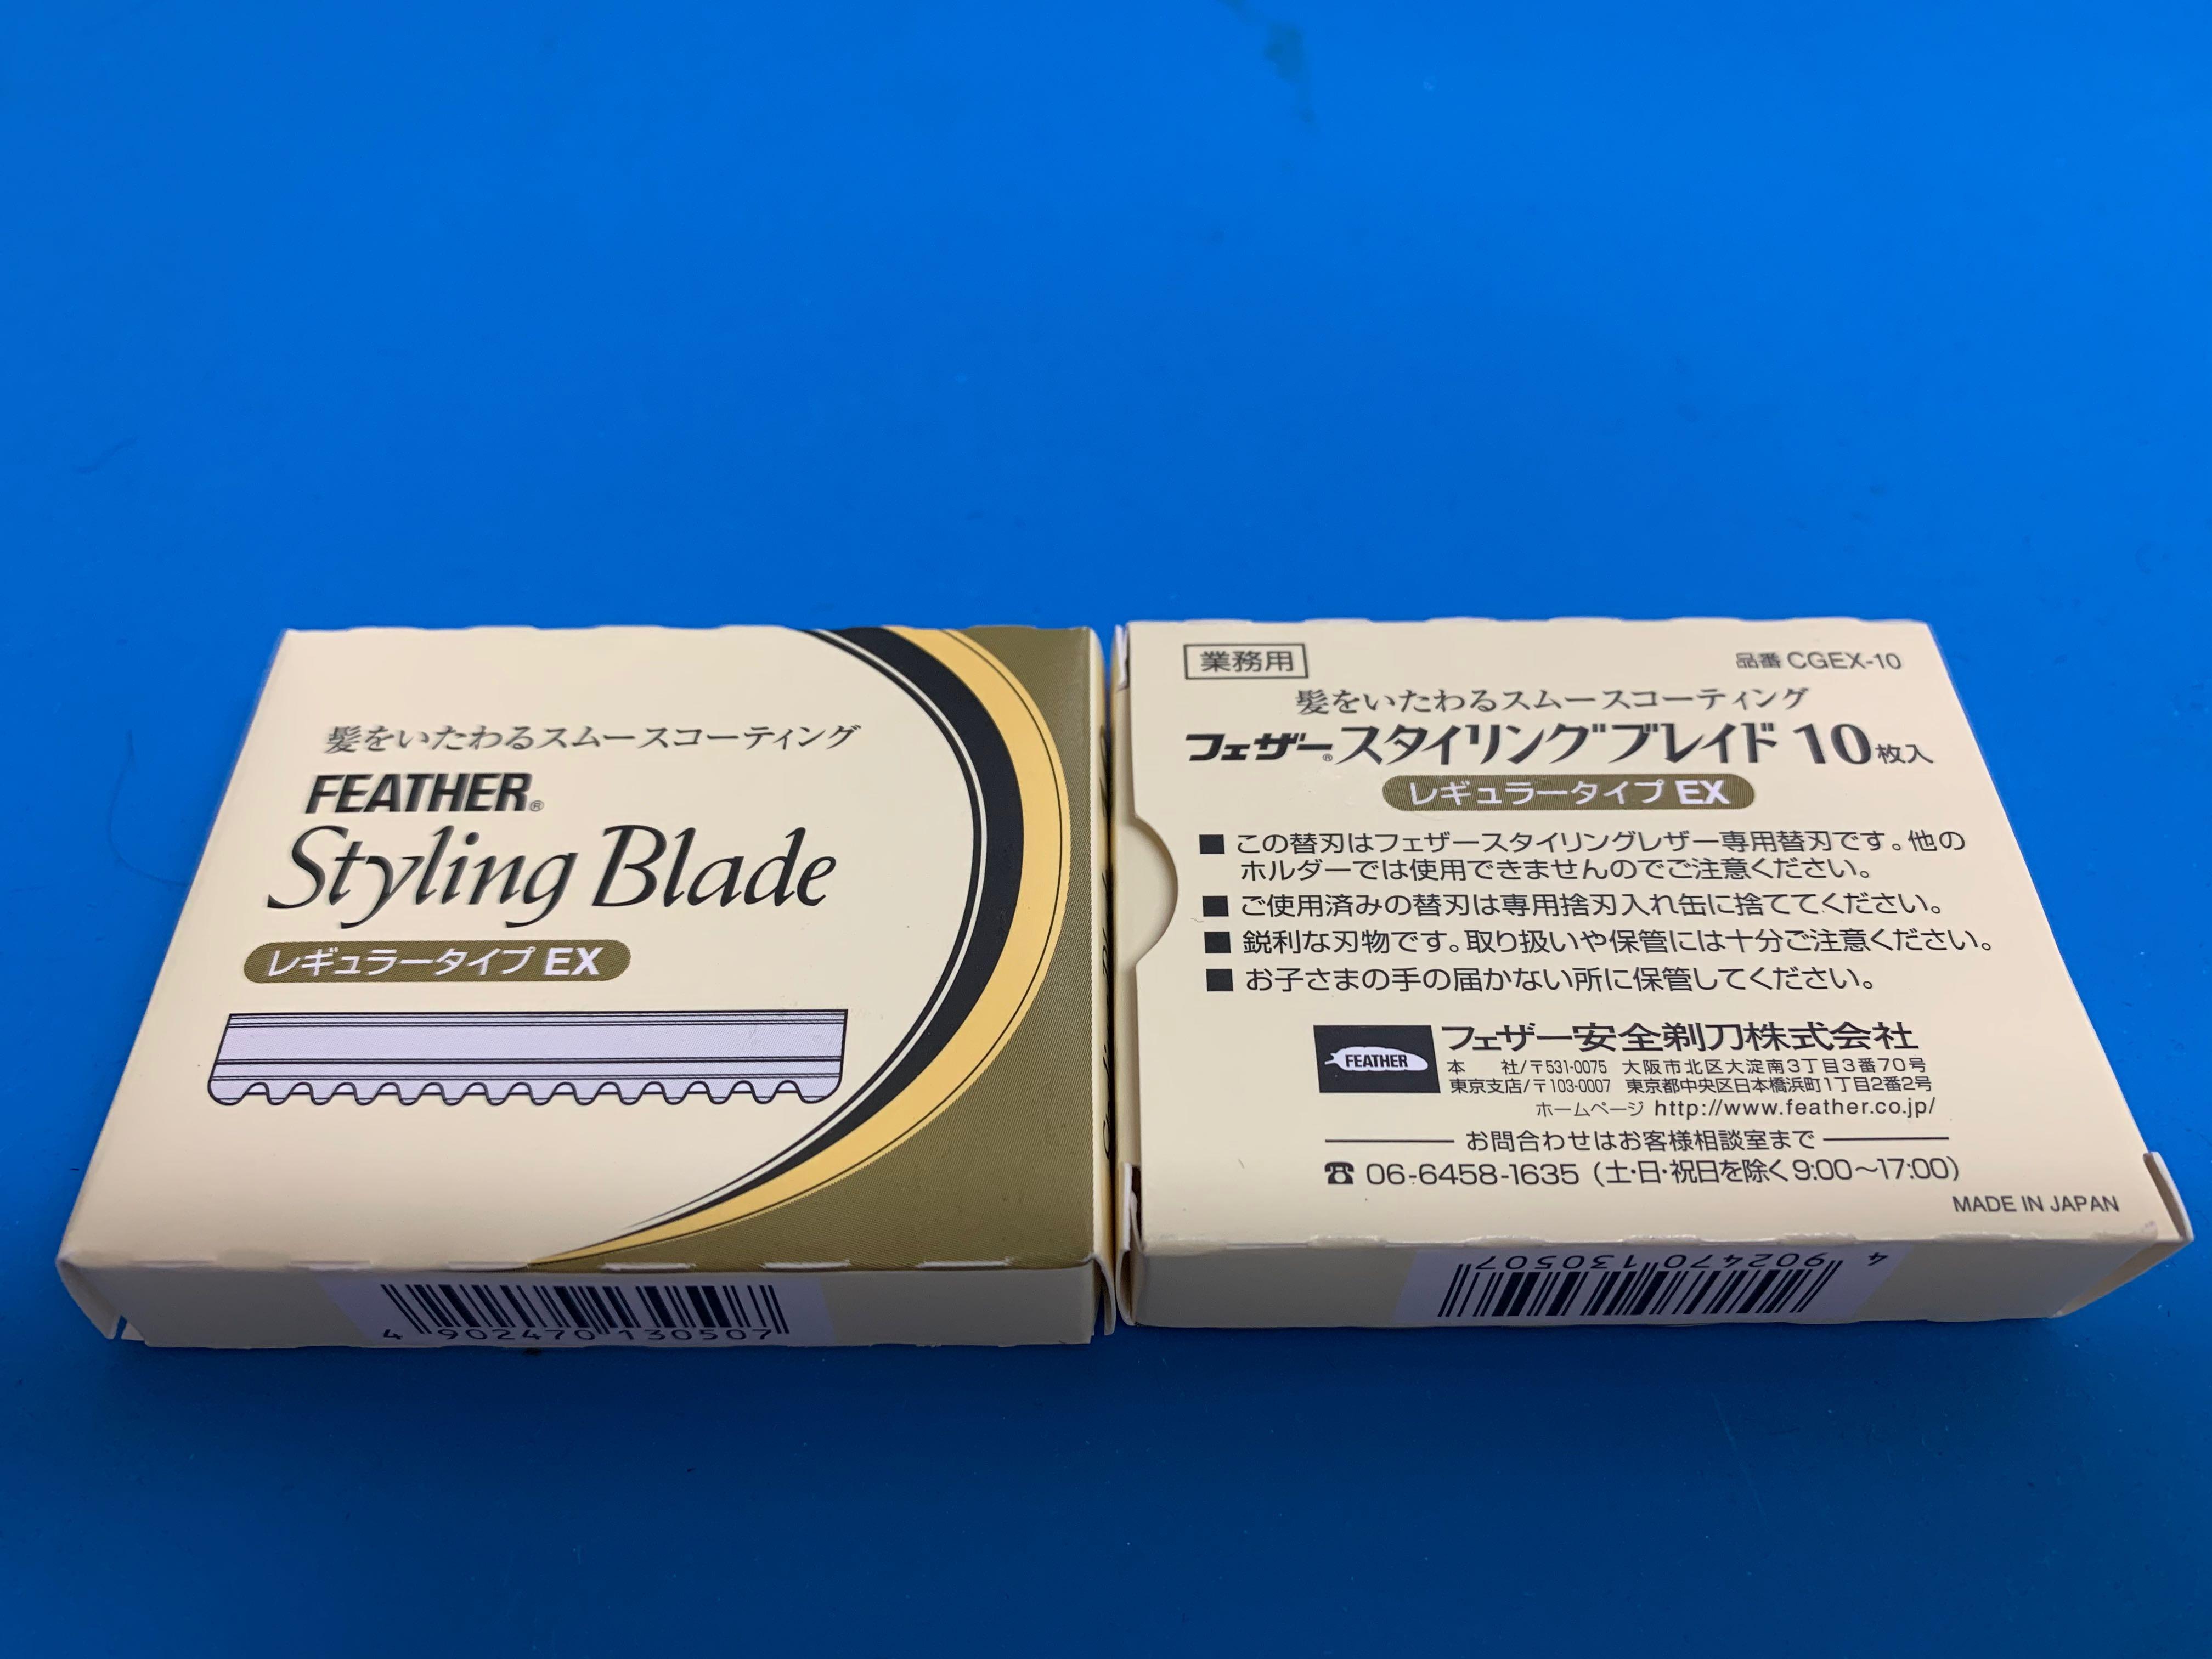 髪をいたわるスムースコーティング
FEATHER®
Styling Blade
レギュラータイプ EX
4 902470 130507
業務用
品番 CGEX-10
髪をいたわるスムースコーティング
フェザー®スタイリングブレイド 10枚入
レギュラータイプ EX
■ この替刃はフェザースタイリングレザー専用替刃です。他の
ホルダーでは使用できませんのでご注意ください。
■ ご使用済みの替刃は専用捨刃入れ缶に捨ててください。
■ 鋭利な刃物です。取り扱いや保管には十分ご注意ください。
■ お子さまの手の届かない所に保管してください。
FEATHER
フェザー安全剃刀株式会社
本 社/〒531-0075 大阪市北区大淀南3丁目3番70号
東京支店/〒103-0007 東京都中央区日本橋浜町1丁目2番2号
ホームページ http://www.feather.co.jp/
お問合わせはお客様相談室まで
☎ 06-6458-1635 (土・日・祝日を除く9:00〜17:00)
MADE IN JAPAN
4 902470 130507